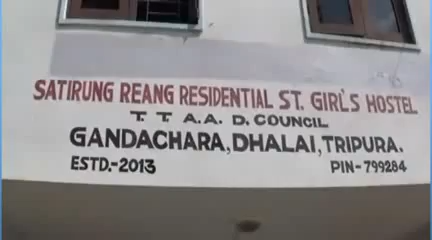 SATIRUNG REANG RESIDENTIAL ST. GIRL'S HOSTEL
T. T. A.A. D. COUNCIL
GANDACHARA, DHALAI, TRIPURA.
ESTD.-2013 PIN-799284